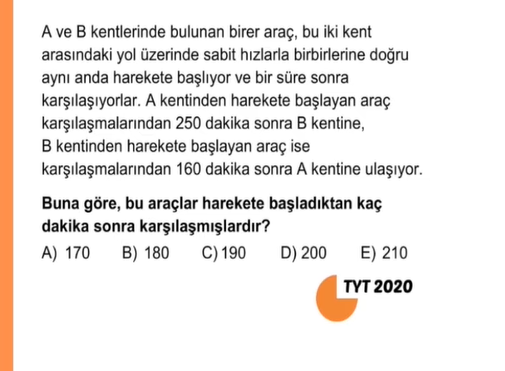 A ve B kentlerinde bulunan birer araç, bu iki kent
arasındaki yol üzerinde sabit hızlarla birbirlerine doğru
aynı anda harekete başlıyor ve bir süre sonra
karşılaşıyorlar. A kentinden harekete başlayan araç
karşılaşmalarından 250 dakika sonra B kentine,
B kentinden harekete başlayan araç ise
karşılaşmalarından 160 dakika sonra A kentine ulaşıyor.
Buna göre, bu araçlar harekete başladıktan kaç
dakika sonra karşılaşmışlardır?
A) 170 B) 180 C) 190 D) 200 E) 210
TYT 2020